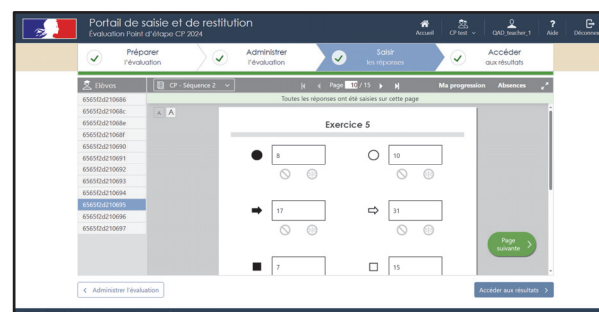 Portail de saisie et de restitution
Évaluation Point d'étape CP 2024
Accueil
CP test
QAD_teacher_1
Aide
Déconnex
Préparer
l'évaluation
Administrer
l'évaluation
Saisir
les réponses
Accéder
aux résultats
Elèves
CP - Séquence 2
Page 10 / 15
Ma progression
Absences
Toutes les réponses ont été saisies sur cette page
6565f2d210686
6565f2d21068c
6565f2d21068e
6565f2d21068f
6565f2d210690
6565f2d210691
6565f2d210692
6565f2d210693
6565f2d210694
6565f2d210695
6565f2d210696
6565f2d210697
A A
Exercice 5
8
10
17
31
7
15
Page
suivante
Administrer l'évaluation
Accéder aux résultats